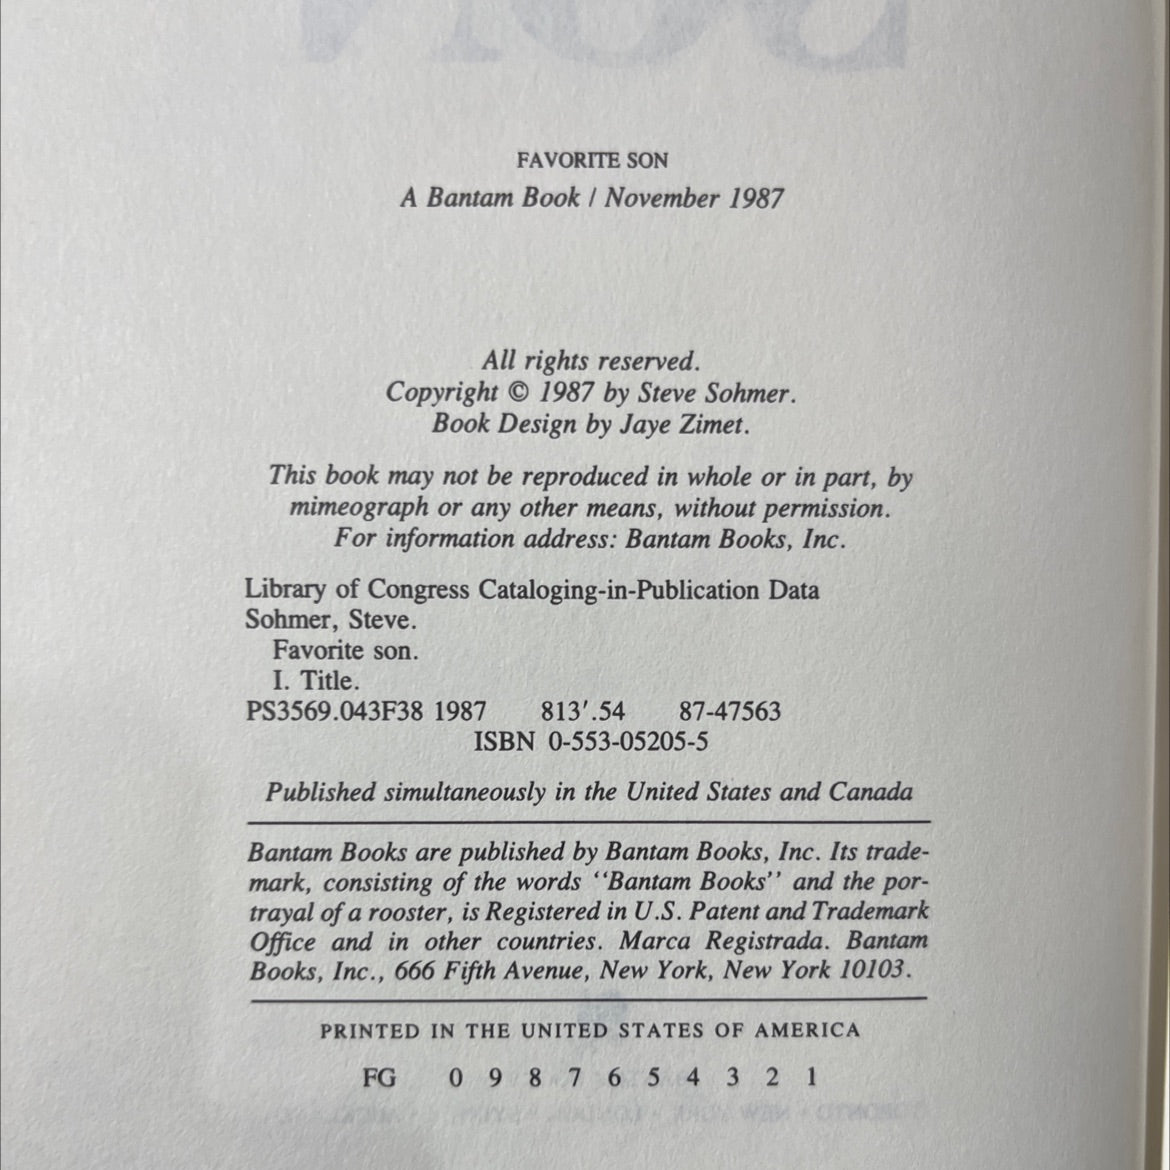 FAVORITE SON
A Bantam Book / November 1987
All rights reserved.
Copyright © 1987 by Steve Sohmer.
Book Design by Jaye Zimet.
This book may not be reproduced in whole or in part, by
mimeograph or any other means, without permission.
For information address: Bantam Books, Inc.
Library of Congress Cataloging-in-Publication Data
Sohmer, Steve.
Favorite son.
I. Title.
PS3569.043F38 1987 813′.54 87-47563
ISBN 0-553-05205-5
Published simultaneously in the United States and Canada
Bantam Books are published by Bantam Books, Inc. Its trade-
mark, consisting of the words ‘‘Bantam Books’’ and the por-
trayal of a rooster, is Registered in U.S. Patent and Trademark
Office and in other countries. Marca Registrada. Bantam
Books, Inc., 666 Fifth Avenue, New York, New York 10103.
PRINTED IN THE UNITED STATES OF AMERICA
FG 0 9 8 7 6 5 4 3 2 1